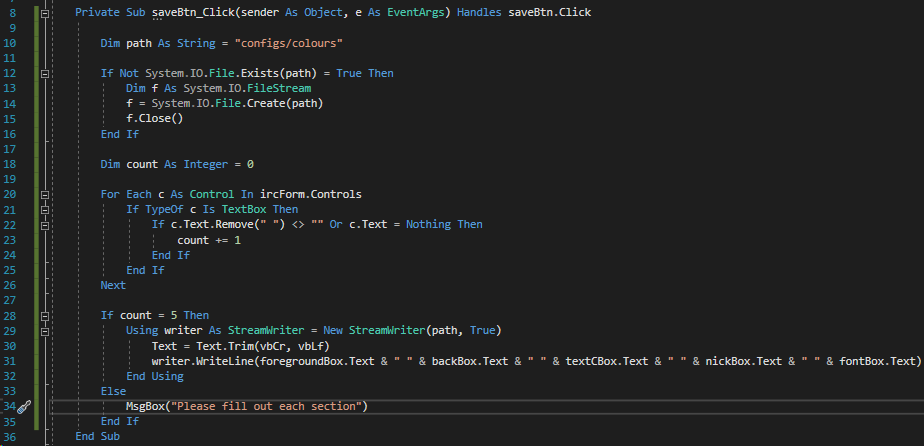 8 Private Sub saveBtn_Click(sender As Object, e As EventArgs) Handles saveBtn.Click
9
10 Dim path As String = "configs/colours"
11
12 If Not System.IO.File.Exists(path) = True Then
13 Dim f As System.IO.FileStream
14 f = System.IO.File.Create(path)
15 f.Close()
16 End If
17
18 Dim count As Integer = 0
19
20 For Each c As Control In ircForm.Controls
21 If TypeOf c Is TextBox Then
22 If c.Text.Remove(" ") <> "" Or c.Text = Nothing Then
23 count += 1
24 End If
25 End If
26 Next
27
28 If count = 5 Then
29 Using writer As StreamWriter = New StreamWriter(path, True)
30 Text = Text.Trim(vbCr, vbLf)
31 writer.WriteLine(foregroundBox.Text & " " & backBox.Text & " " & textCBox.Text & " " & nickBox.Text & " " & fontBox.Text)
32 End Using
33 Else
34 MsgBox("Please fill out each section")
35 End If
36 End Sub